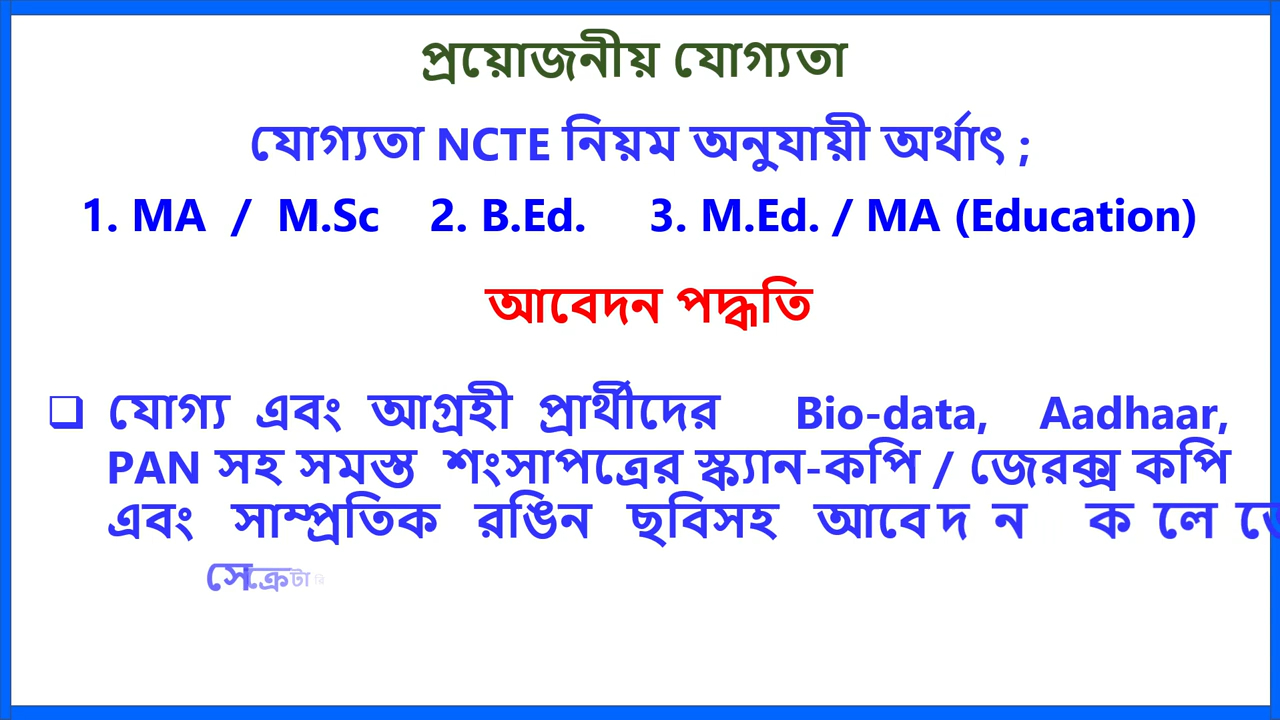 প্রয়োজনীয় যোগ্যতা
যোগ্যতা NCTE নিয়ম অনুযায়ী অর্থাৎ ;
1. MA / M.Sc 2. B.Ed. 3. M.Ed. / MA (Education)
আবেদন পদ্ধতি
❑ যোগ্য এবং আগ্রহী প্রার্থীদের Bio-data, Aadhaar,
PAN সহ সমস্ত শংসাপত্রের স্ক্যান-কপি / জেরক্স কপি
এবং সাম্প্রতিক রঙিন ছবিসহ আবেদন
সেক্রেটারি